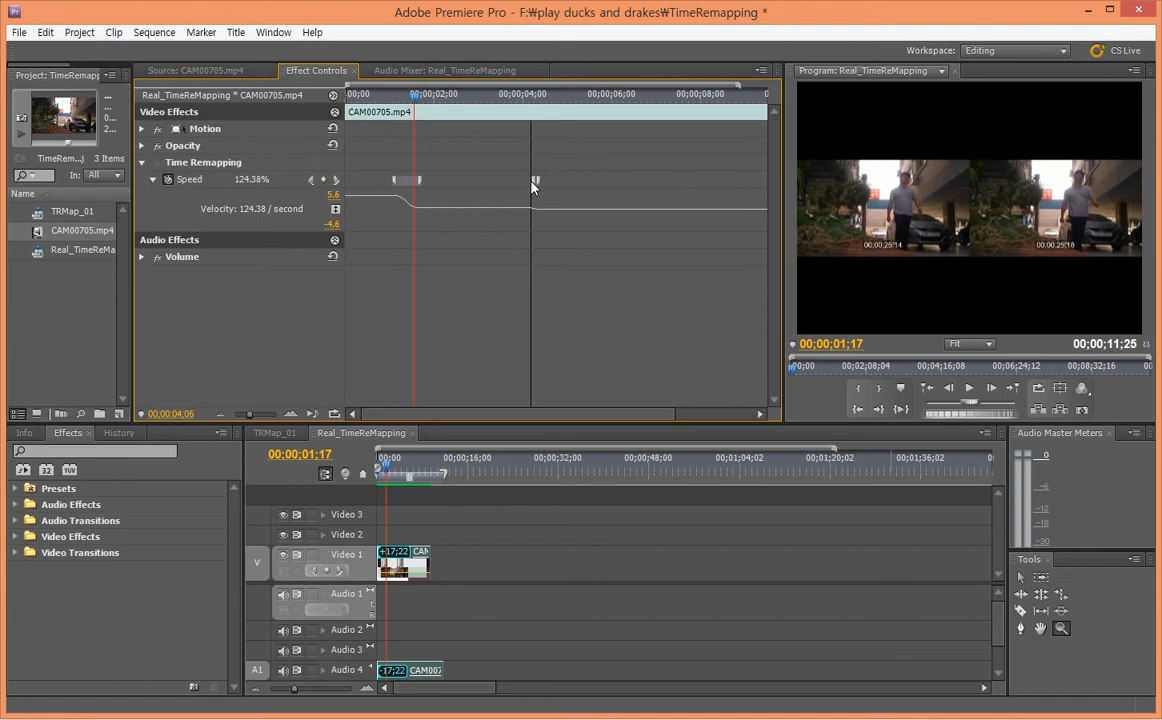 Adobe Premiere Pro - F:₩play ducks and drakes₩TimeRemapping *
File Edit Project Clip Sequence Marker Title Window Help
Workspace: Editing CS Live
Project: TimeRemapp
...
0...
2...
TimeRem...j 3 Items
In: All
Name
TRMap_01
CAM00705.mp4
Real_TimeReMa
Source: CAM00705.mp4 Effect Controls Audio Mixer: Real_TimeReMapping
Real_TimeReMapping * CAM00705.mp4
:00;00 00;00;02;00 00;00;04;00 00;00;06;00 00;00;08;00 0
Video Effects
CAM00705.mp4
fx Motion
fx Opacity
Time Remapping
Speed 124.38%
5.6
Velocity: 124.38 / second
-4.6
Audio Effects
fx Volume
00;00;04;05
Program: Real_TimeReMapping
00;00;25;14 00;00;25;18
00;00;01;17 Fit 00;00;11;25
;00;00 00;02;08;04 00;04;16;08 00;06;24;12 00;08;32;16 00
Info Effects History
Presets
Audio Effects
Audio Transitions
Video Effects
Video Transitions
TRMap_01 Real_TimeReMapping
00;00;01;17
00;00 00;00;16;00 00;00;32;00 00;00;48;00 00;01;04;02 00;01;20;02 00;01;36;02 00
Video 3
Video 2
V Video 1
+17;22 CAM
Audio 1
L
R
Audio 2
Audio 3
A1 Audio 4
-17;22 CAM007
Audio Master Meters
0
-6
-12
-18
-30
Tools